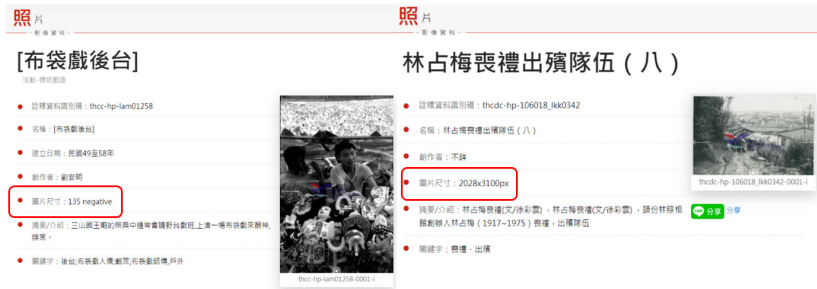 照片
- 影像資料 -
[布袋戲後台]
活動-傳統戲曲
詮釋資料識別碼：thcc-hp-lam01258
名稱：[布袋戲後台]
建立日期：民國49至58年
創作者：劉安明
圖片尺寸：135 negative
摘要/介紹：三山國王廟的祭典中通常會請野台戲班,上演一場布袋戲來酬神,
娛眾。
關鍵字：後台;布袋戲人偶;觀眾;布袋戲師傅,戶外
thcc-hp-lam01258-0001-i
照片
- 影像資料 -
林占梅喪禮出殯隊伍（八）
詮釋資料識別碼：thcdc-hp-106018_lkk0342
名稱：林占梅喪禮出殯隊伍（八）
創作者：不詳
圖片尺寸：2028x3100px
摘要/介紹：林占梅喪禮(文/徐彩雲)，林占梅喪禮(文/徐彩雲)，頭份林照相
館創辦人林占梅（1917~1975）喪禮，出殯隊伍
關鍵字：喪禮，出殯
thcdc-hp-106018_lkk0342-0001-i
分享 分享